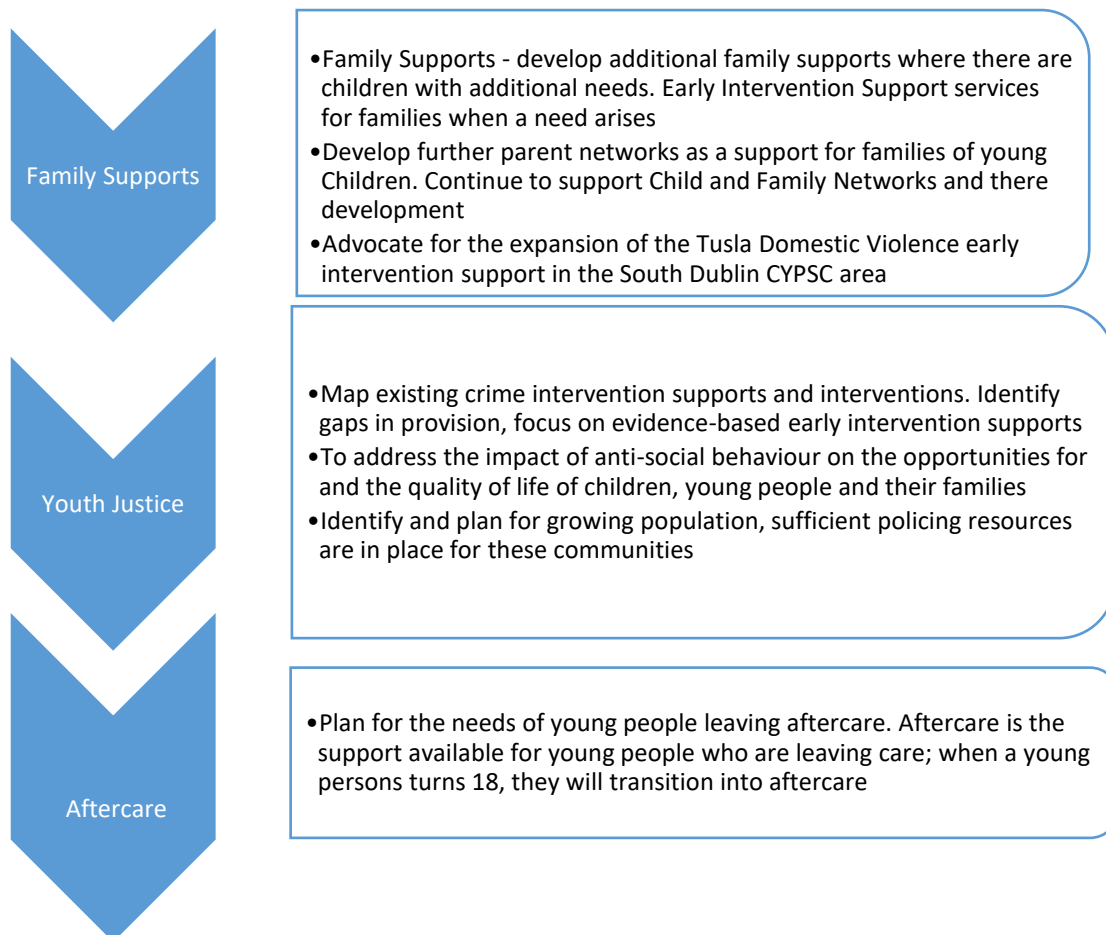 Family Supports
•Family Supports - develop additional family supports where there are
children with additional needs. Early Intervention Support services
for families when a need arises
•Develop further parent networks as a support for families of young
Children. Continue to support Child and Family Networks and there
development
•Advocate for the expansion of the Tusla Domestic Violence early
intervention support in the South Dublin CYPSC area
Youth Justice
•Map existing crime intervention supports and interventions. Identify
gaps in provision, focus on evidence-based early intervention supports
•To address the impact of anti-social behaviour on the opportunities for
and the quality of life of children, young people and their families
•Identify and plan for growing population, sufficient policing resources
are in place for these communities
Aftercare
•Plan for the needs of young people leaving aftercare. Aftercare is the
support available for young people who are leaving care; when a young
persons turns 18, they will transition into aftercare